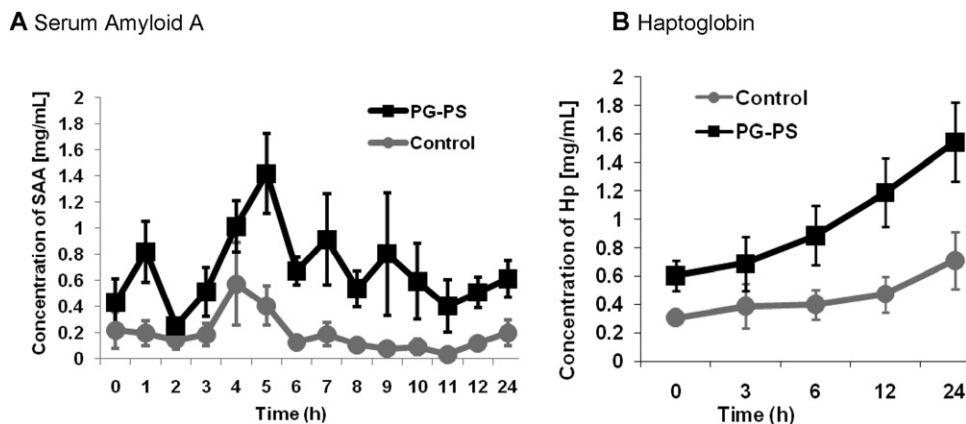 A Serum Amyloid A
Concentration of SAA [mg/mL]
2
1.8
1.6
1.4
1.2
1
0.8
0.6
0.4
0.2
0
PG-PS
Control
0 1 2 3 4 5 6 7 8 9 10 11 12 24
Time (h)
B Haptoglobin
Concentration of Hp [mg/mL]
2
1.8
1.6
1.4
1.2
1
0.8
0.6
0.4
0.2
0
Control
PG-PS
0 3 6 12 24
Time (h)